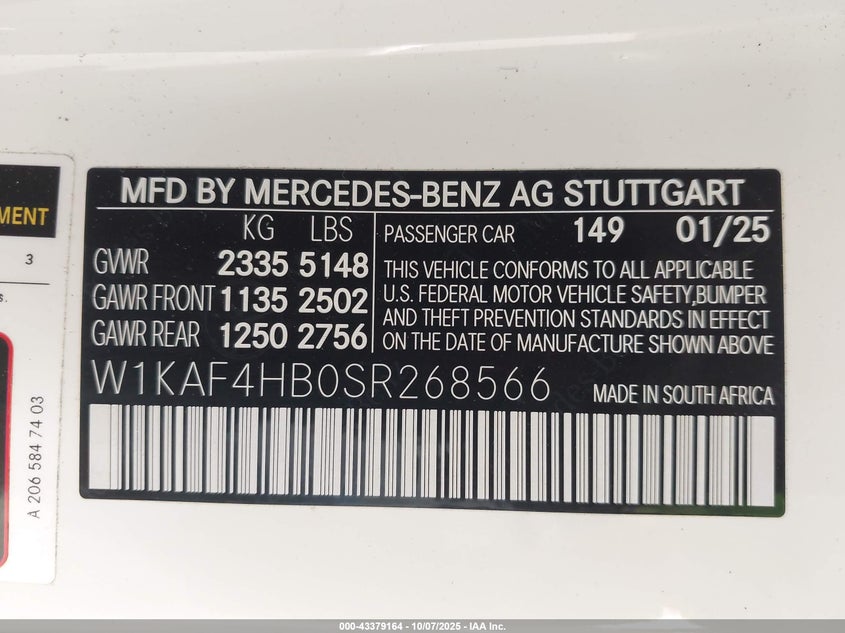 MFD BY MERCEDES-BENZ AG STUTTGART
KG LBS
GVWR 2335 5148
GAWR FRONT 1135 2502
GAWR REAR 1250 2756
PASSENGER CAR 149 01/25
THIS VEHICLE CONFORMS TO ALL APPLICABLE
U.S. FEDERAL MOTOR VEHICLE SAFETY,BUMPER
AND THEFT PREVENTION STANDARDS IN EFFECT
ON THE DATE OF MANUFACTURE SHOWN ABOVE
W1KAF4HB0SR268566
MADE IN SOUTH AFRICA
MENT
3
s.
A 206 584 74 03
000-43379164 - 10/07/2025 - IAA Inc.